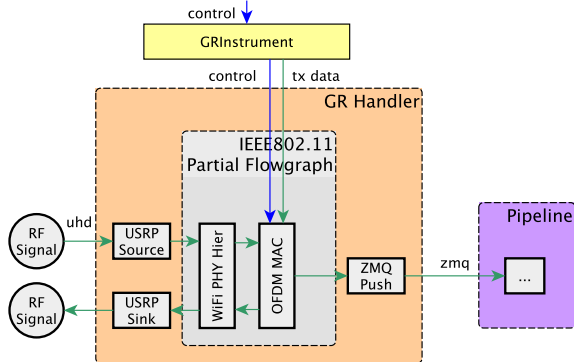 control
GRInstrument
control
tx data
GR Handler
IEEE802.11
Partial Flowgraph
RF
Signal
uhd
USRP
Source
WiFi PHY Hier
OFDM MAC
ZMQ
Push
zmq
Pipeline
...
RF
Signal
USRP
Sink